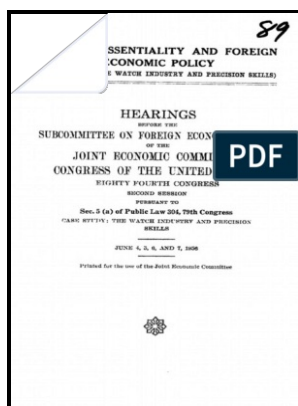 89
SSENTIALITY AND FOREIGN
ECONOMIC POLICY
WATCH INDUSTRY AND PRECISION SKILLS)
HEARINGS
BEFORE THE
SUBCOMMITTEE ON FOREIGN ECONO
OF THE
JOINT ECONOMIC COMMI
CONGRESS OF THE UNITED
EIGHTY FOURTH CONGRESS
SECOND SESSION
PURSUANT TO
Sec. 5 (a) of Public Law 304, 79th Congress
CASE STUDY: THE WATCH INDUSTRY AND PRECISION
SKILLS
JUNE 4, 5, 6, AND 7, 1956
Printed for the use of the Joint Economic Committee
PDF